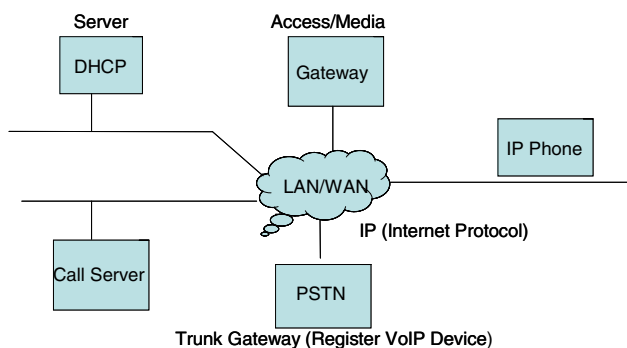 Server
DHCP
Access/Media
Gateway
IP Phone
LAN/WAN
IP (Internet Protocol)
Call Server
PSTN
Trunk Gateway (Register VoIP Device)